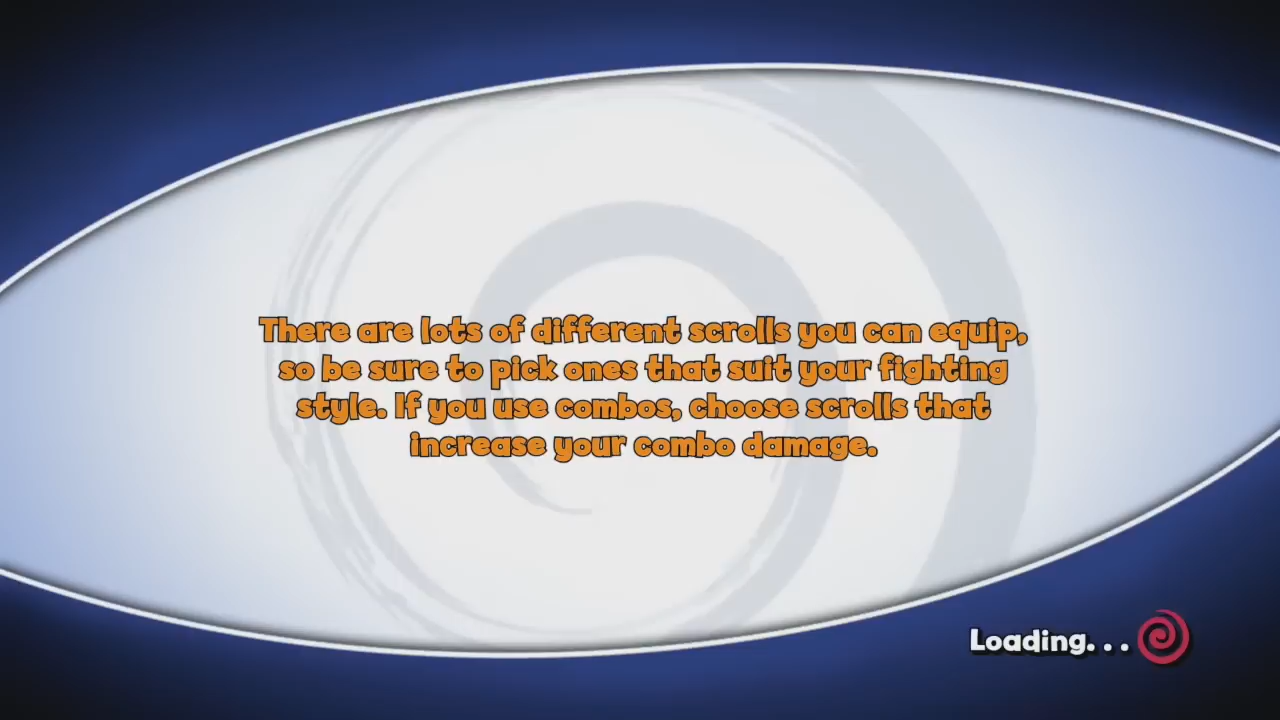 There are lots of different scrolls you can equip,
so be sure to pick ones that suit your fighting
style. If you use combos, choose scrolls that
increase your combo damage.
Loading. . .